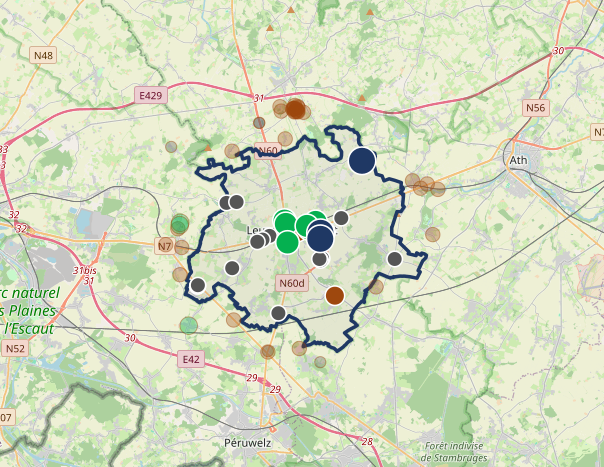 N48
30
E429
31
N56
33
3
N60
Ath
32
32
Leu
N7
31bis
31
N60d
rc naturel
s Plaines
l'Escaut
30
N52
E42
29
29
07
Péruwelz
28
Forêt indivise
de Stambruges